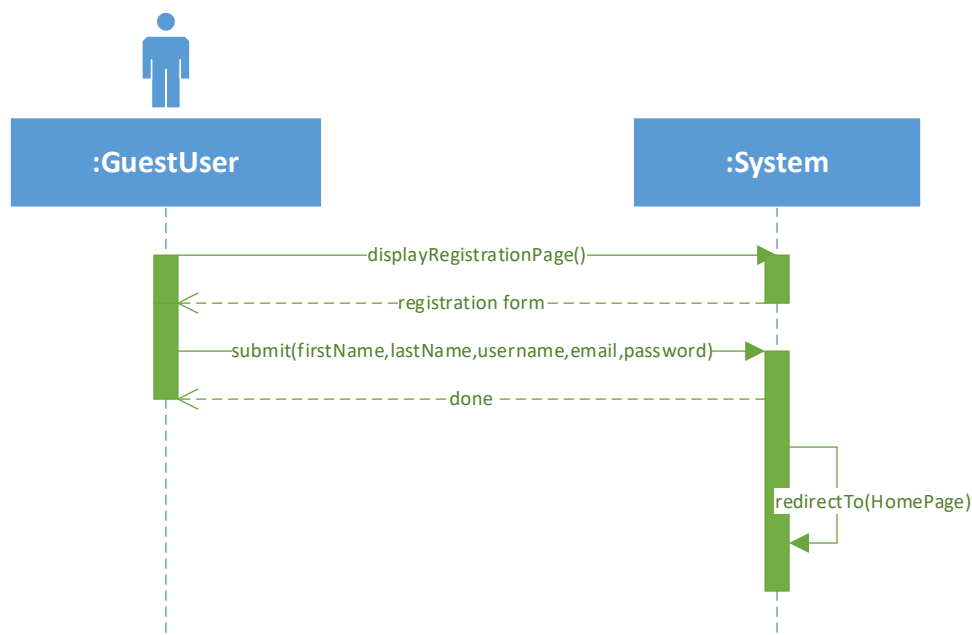 :GuestUser
:System
displayRegistrationPage()
registration form
submit(firstName,lastName,username,email,password)
done
redirectTo(HomePage)